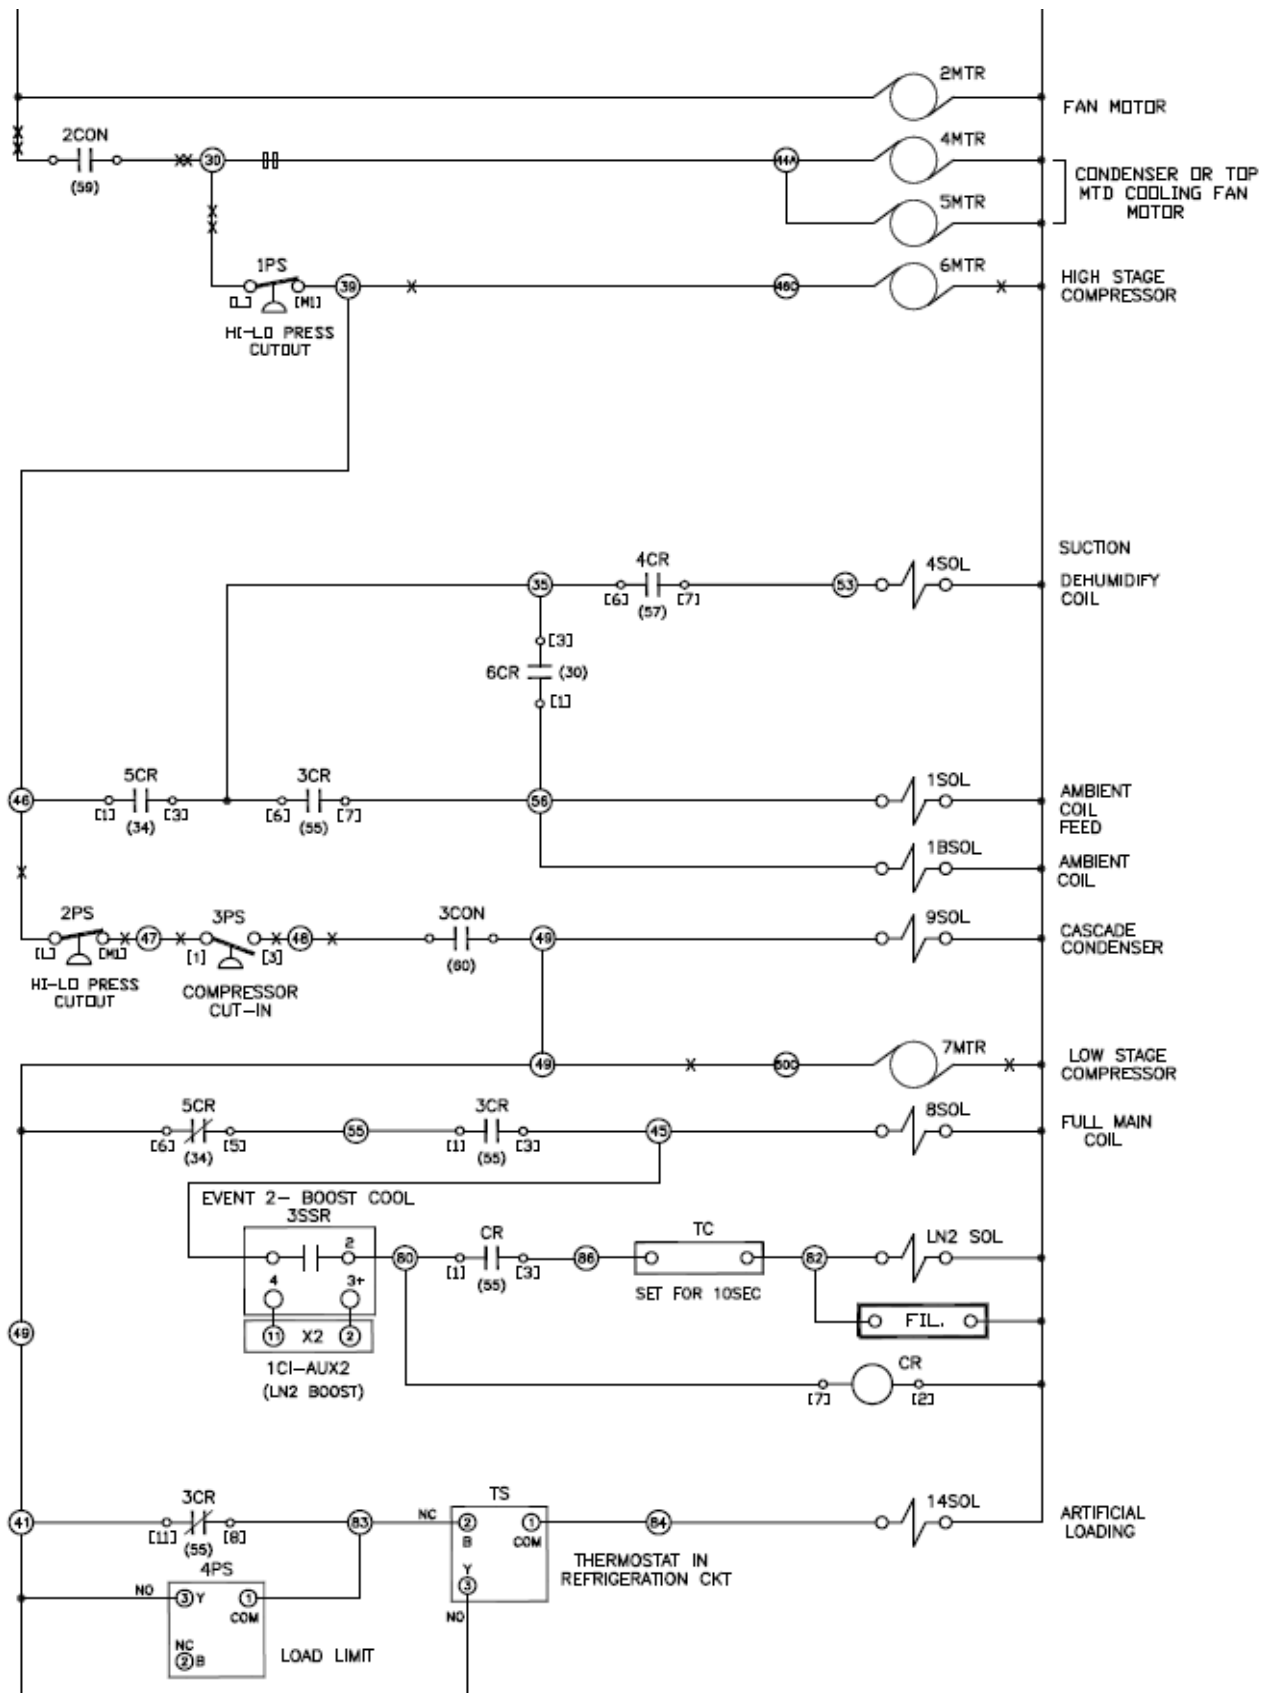 2MTR
FAN MOTOR
2CON
(59)
30
44A
4MTR
5MTR
CONDENSER OR TOP
MTD COOLING FAN
MOTOR
1PS
[L]
[M1]
39
HI-LO PRESS
CUTOUT
46C
6MTR
HIGH STAGE
COMPRESSOR
SUCTION
35
4CR
[6]
(57)
[7]
53
4SOL
DEHUMIDIFY
COIL
[3]
6CR
(30)
[1]
46
5CR
[1]
(34)
[3]
3CR
[6]
(55)
[7]
56
1SOL
AMBIENT
COIL
FEED
1BSOL
AMBIENT
COIL
2PS
[L]
[M1]
47
HI-LO PRESS
CUTOUT
3PS
[1]
[3]
48
COMPRESSOR
CUT-IN
3CON
(60)
49
9SOL
CASCADE
CONDENSER
49
50C
7MTR
LOW STAGE
COMPRESSOR
5CR
[6]
(34)
[5]
55
3CR
[1]
(55)
[3]
45
8SOL
FULL MAIN
COIL
EVENT 2- BOOST COOL
3SSR
2
4
3+
11
X2
2
1CI-AUX2
(LN2 BOOST)
80
CR
[1]
(55)
[3]
86
TC
SET FOR 10SEC
82
LN2 SOL
FIL.
49
[7]
CR
[2]
41
3CR
[11]
(55)
[8]
83
NC
TS
2
B
1
COM
Y
3
NO
84
THERMOSTAT IN
REFRIGERATION CKT
14SOL
ARTIFICIAL
LOADING
4PS
NO
3
Y
1
COM
NC
2
B
LOAD LIMIT